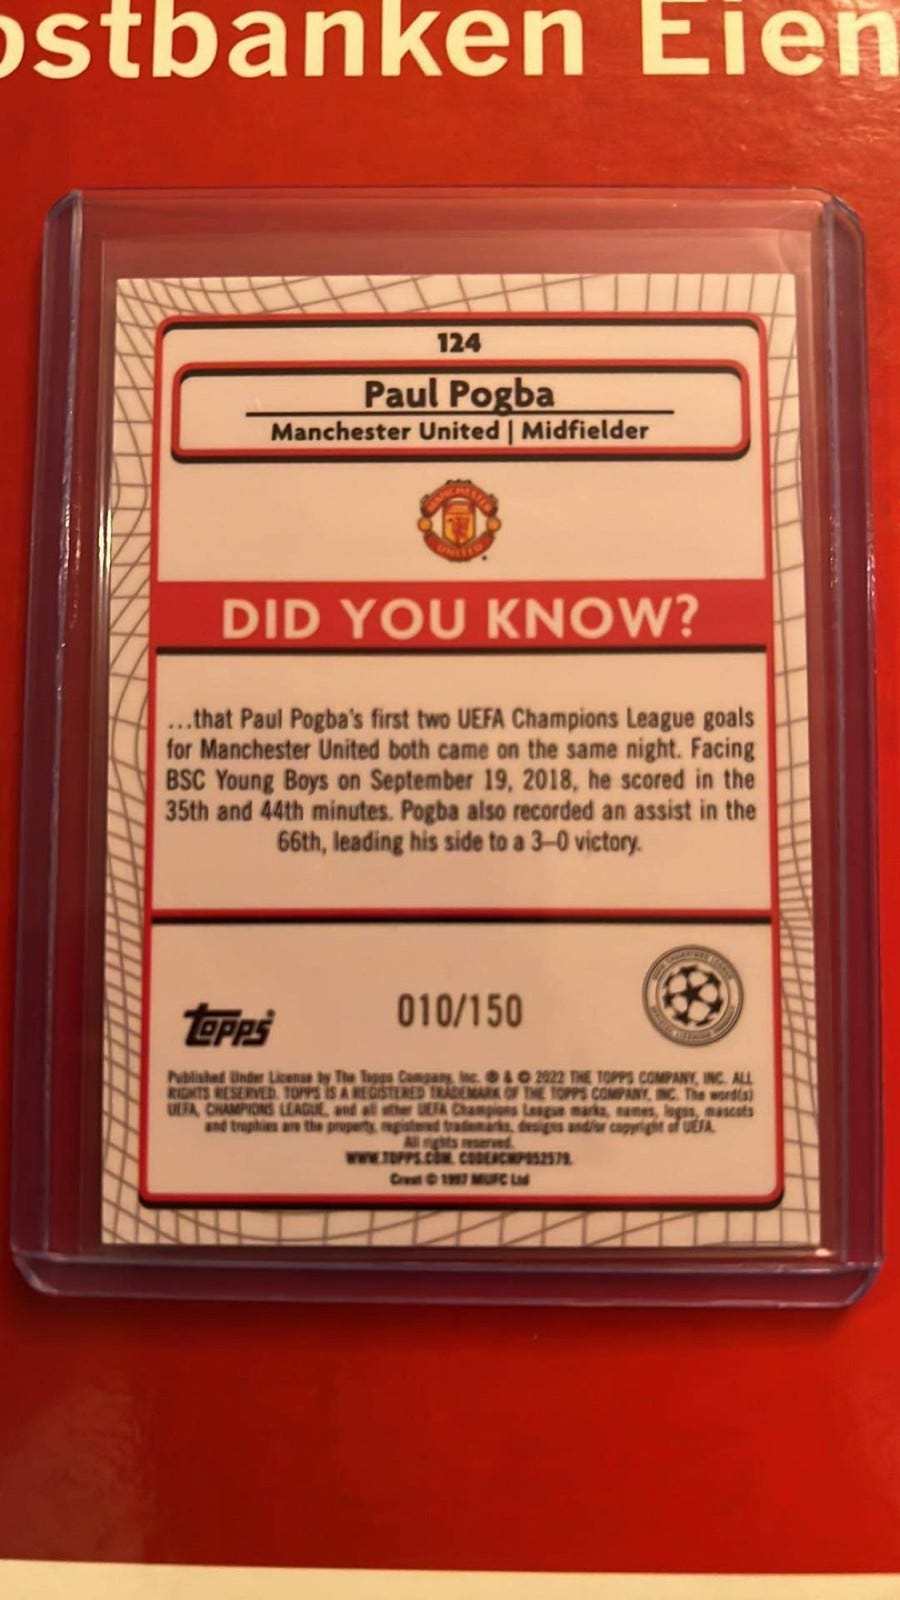 ostbanken Eien
124
Paul Pogba
Manchester United | Midfielder
MANCHESTER
UNITED
DID YOU KNOW?
...that Paul Pogba's first two UEFA Champions League goals
for Manchester United both came on the same night. Facing
BSC Young Boys on September 19, 2018, he scored in the
35th and 44th minutes. Pogba also recorded an assist in the
66th, leading his side to a 3–0 victory.
topps
010/150
Published Under License by The Topps Company, Inc. ® & © 2022 THE TOPPS COMPANY, INC. ALL
RIGHTS RESERVED. TOPPS IS A REGISTERED TRADEMARK OF THE TOPPS COMPANY, INC. The word(s)
UEFA, CHAMPIONS LEAGUE, and all other UEFA Champions League marks, names, logos, mascots
and trophies are the property, registered trademarks, designs and/or copyright of UEFA.
All rights reserved.
WWW.TOPPS.COM. CODE#CMP052579.
Crest © 1997 MUFC Ltd